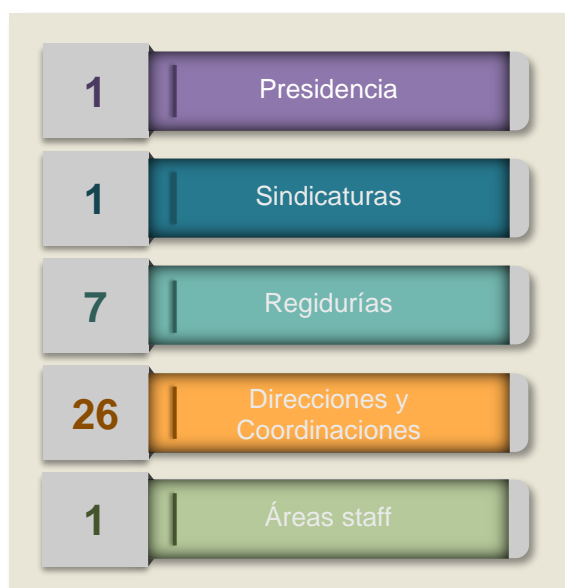 1
Presidencia
1
Sindicaturas
7
Regidurías
26
Direcciones y
Coordinaciones
1
Áreas staff